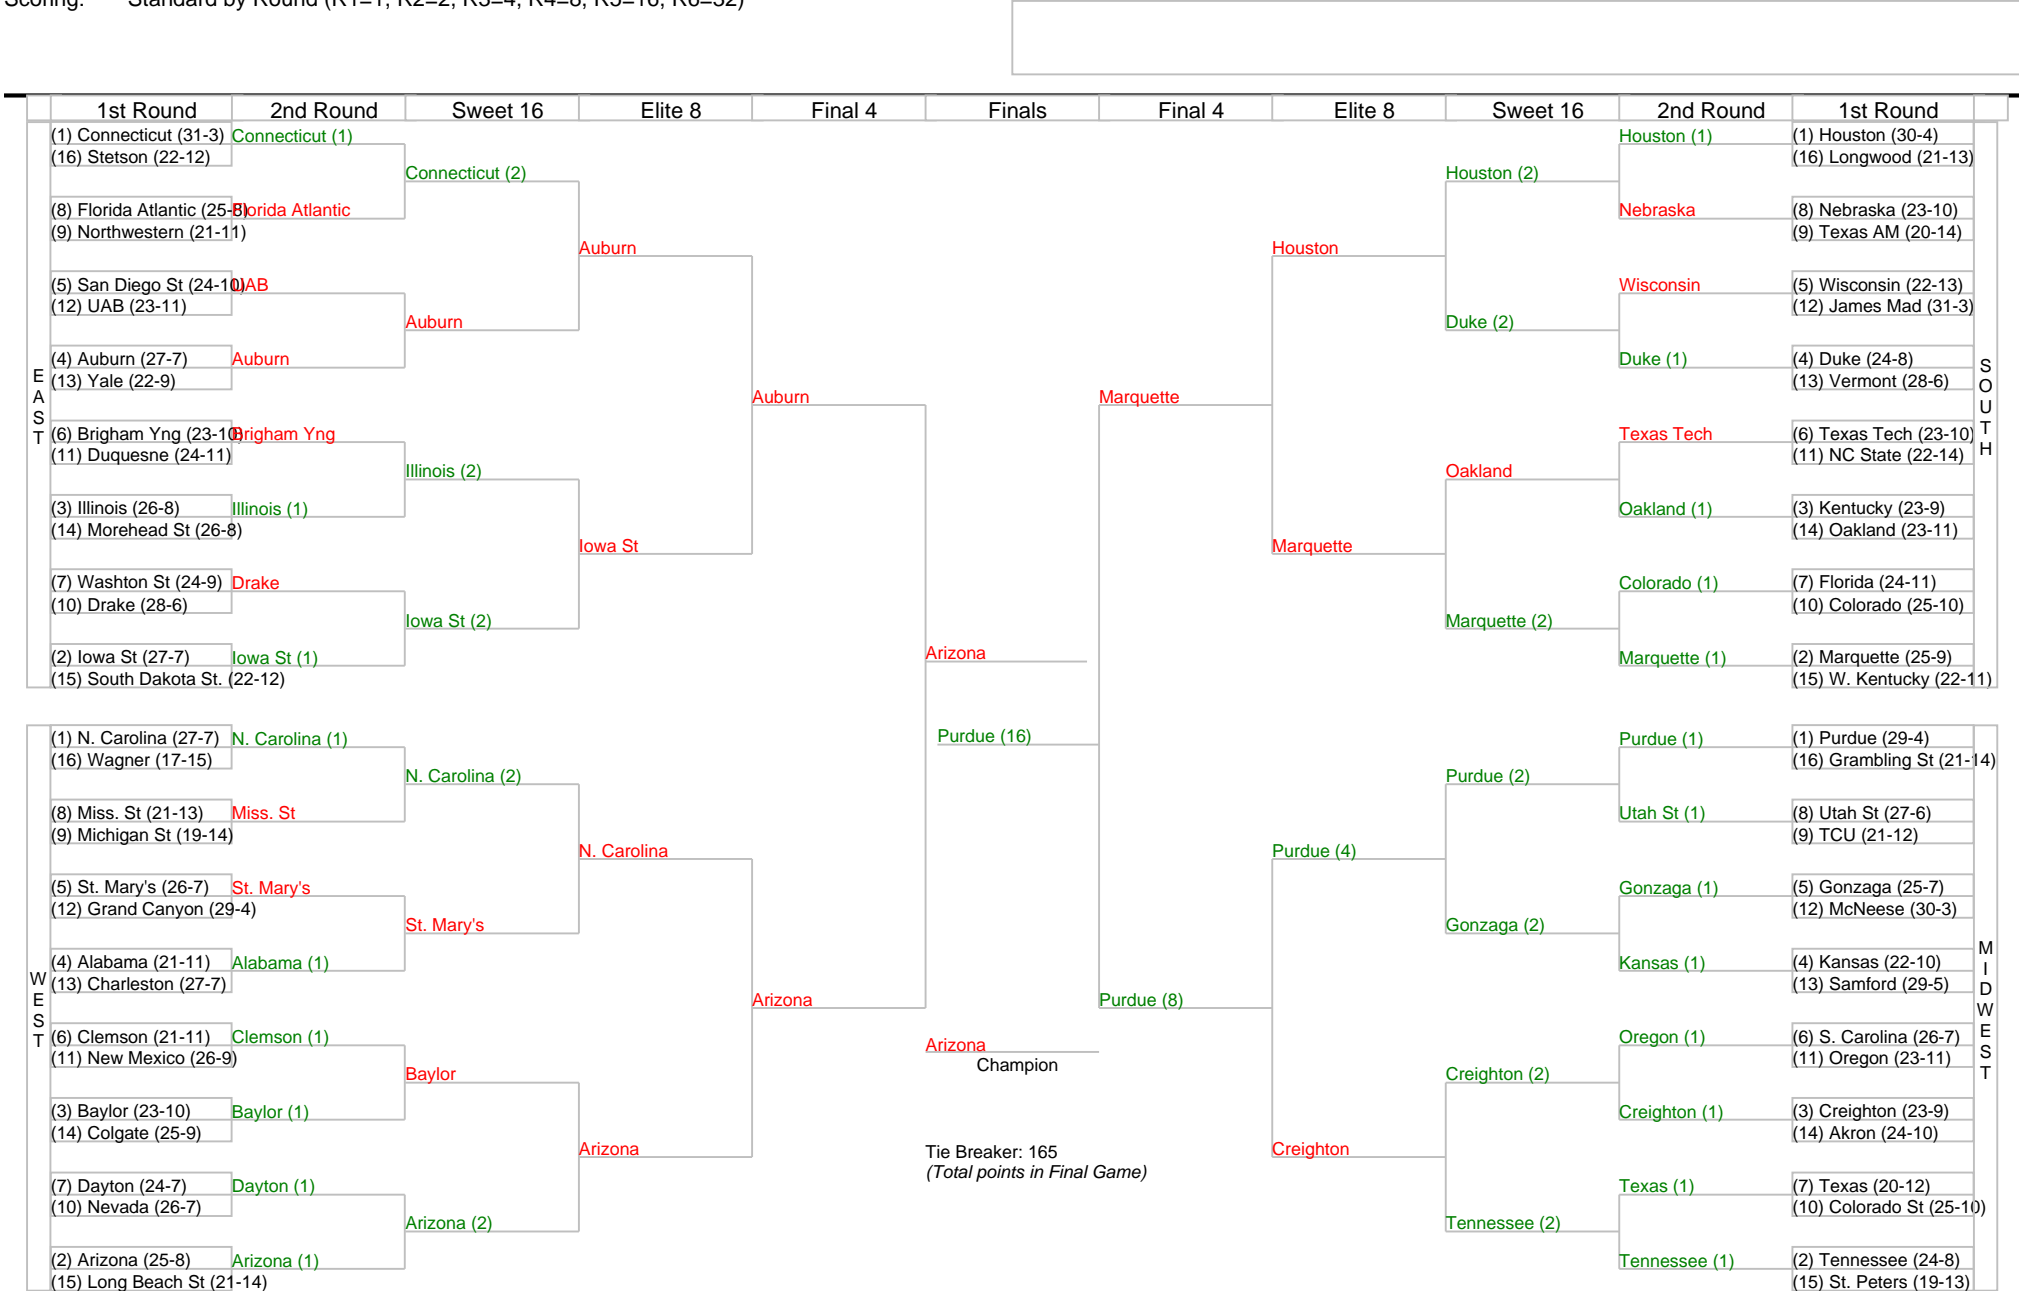 Scoring: Standard by Round (R1=1, R2=2, R3=4, R4=8, R5=16, R6=32)
1st Round 2nd Round Sweet 16 Elite 8 Final 4 Finals Final 4 Elite 8 Sweet 16 2nd Round 1st Round
EAST
(1) Connecticut (31-3)
(16) Stetson (22-12)
(8) Florida Atlantic (25-8)
(9) Northwestern (21-11)
(5) San Diego St (24-10)
(12) UAB (23-11)
(4) Auburn (27-7)
(13) Yale (22-9)
(6) Brigham Yng (23-10)
(11) Duquesne (24-11)
(3) Illinois (26-8)
(14) Morehead St (26-8)
(7) Washton St (24-9)
(10) Drake (28-6)
(2) Iowa St (27-7)
(15) South Dakota St. (22-12)
Connecticut (1)
Florida Atlantic
UAB
Auburn
Brigham Yng
Illinois (1)
Drake
Iowa St (1)
Connecticut (2)
Auburn
Illinois (2)
Iowa St (2)
Auburn
Iowa St
Auburn
WEST
(1) N. Carolina (27-7)
(16) Wagner (17-15)
(8) Miss. St (21-13)
(9) Michigan St (19-14)
(5) St. Mary's (26-7)
(12) Grand Canyon (29-4)
(4) Alabama (21-11)
(13) Charleston (27-7)
(6) Clemson (21-11)
(11) New Mexico (26-9)
(3) Baylor (23-10)
(14) Colgate (25-9)
(7) Dayton (24-7)
(10) Nevada (26-7)
(2) Arizona (25-8)
(15) Long Beach St (21-14)
N. Carolina (1)
Miss. St
St. Mary's
Alabama (1)
Clemson (1)
Baylor (1)
Dayton (1)
Arizona (1)
N. Carolina (2)
St. Mary's
Baylor
Arizona (2)
N. Carolina
Arizona
Arizona
Arizona
Purdue (16)
Arizona
Champion
Tie Breaker: 165
(Total points in Final Game)
Marquette
Houston
Marquette
Houston (2)
Duke (2)
Oakland
Marquette (2)
Houston (1)
Nebraska
Wisconsin
Duke (1)
Texas Tech
Oakland (1)
Colorado (1)
Marquette (1)
(1) Houston (30-4)
(16) Longwood (21-13)
(8) Nebraska (23-10)
(9) Texas AM (20-14)
(5) Wisconsin (22-13)
(12) James Mad (31-3)
(4) Duke (24-8)
(13) Vermont (28-6)
(6) Texas Tech (23-10)
(11) NC State (22-14)
(3) Kentucky (23-9)
(14) Oakland (23-11)
(7) Florida (24-11)
(10) Colorado (25-10)
(2) Marquette (25-9)
(15) W. Kentucky (22-11)
SOUTH
Purdue (8)
Purdue (4)
Creighton
Purdue (2)
Gonzaga (2)
Creighton (2)
Tennessee (2)
Purdue (1)
Utah St (1)
Gonzaga (1)
Kansas (1)
Oregon (1)
Creighton (1)
Texas (1)
Tennessee (1)
(1) Purdue (29-4)
(16) Grambling St (21-14)
(8) Utah St (27-6)
(9) TCU (21-12)
(5) Gonzaga (25-7)
(12) McNeese (30-3)
(4) Kansas (22-10)
(13) Samford (29-5)
(6) S. Carolina (26-7)
(11) Oregon (23-11)
(3) Creighton (23-9)
(14) Akron (24-10)
(7) Texas (20-12)
(10) Colorado St (25-10)
(2) Tennessee (24-8)
(15) St. Peters (19-13)
MIDWEST